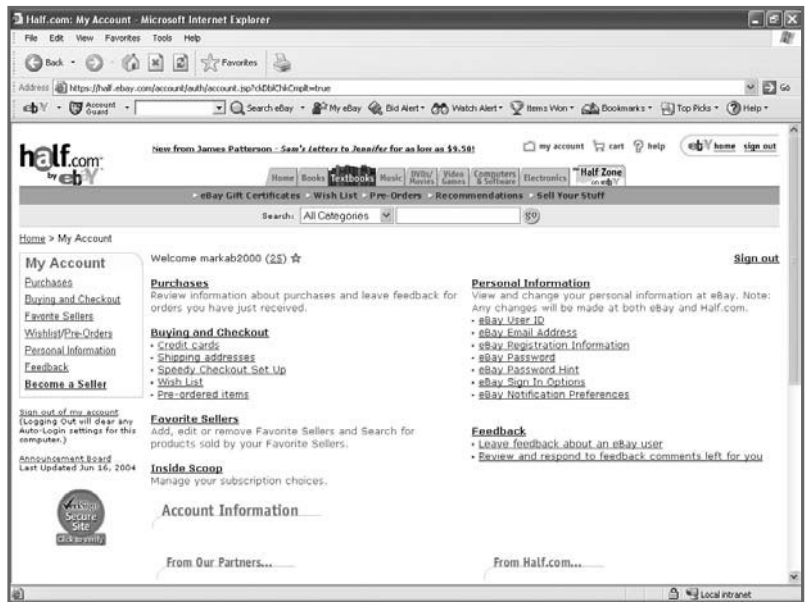 Half.com: My Account - Microsoft Internet Explorer
File Edit View Favorites Tools Help
Back Favorites
Address https://half.ebay.com/account/auth/account.jsp?ckDblChkCmplt=true Go
ebY Account Guard Search eBay My eBay Bid Alert Watch Alert Items Won Bookmarks Top Picks Help
half.com
by ebY
New from James Patterson - Sam's Letters to Jennifer for as low as $9.50!
my account cart help ebY home sign out
Home Books Textbooks Music DVDs/Movies Video Games Computers & Software Electronics Half Zone on ebY
eBay Gift Certificates Wish List Pre-Orders Recommendations Sell Your Stuff
Search: All Categories go
Home > My Account
My Account
Purchases
Buying and Checkout
Favorite Sellers
Wishlist/Pre-Orders
Personal Information
Feedback
Become a Seller
Sign out of my account
(Logging Out will clear any
Auto-Login settings for this
computer.)
Announcement Board
Last Updated Jun 16, 2004
VeriSign
Secure
Site
Click to verify
Welcome markab2000 (25)
Sign out
Purchases
Review information about purchases and leave feedback for
orders you have just received.
Buying and Checkout
· Credit cards
· Shipping addresses
· Speedy Checkout Set Up
· Wish List
· Pre-ordered items
Favorite Sellers
Add, edit or remove Favorite Sellers and Search for
products sold by your Favorite Sellers.
Inside Scoop
Manage your subscription choices.
Personal Information
View and change your personal information at eBay. Note:
Any changes will be made at both eBay and Half.com.
· eBay User ID
· eBay Email Address
· eBay Registration Information
· eBay Password
· eBay Password Hint
· eBay Sign In Options
· eBay Notification Preferences
Feedback
· Leave feedback about an eBay user
· Review and respond to feedback comments left for you
Account Information
From Our Partners...
From Half.com...
Local intranet